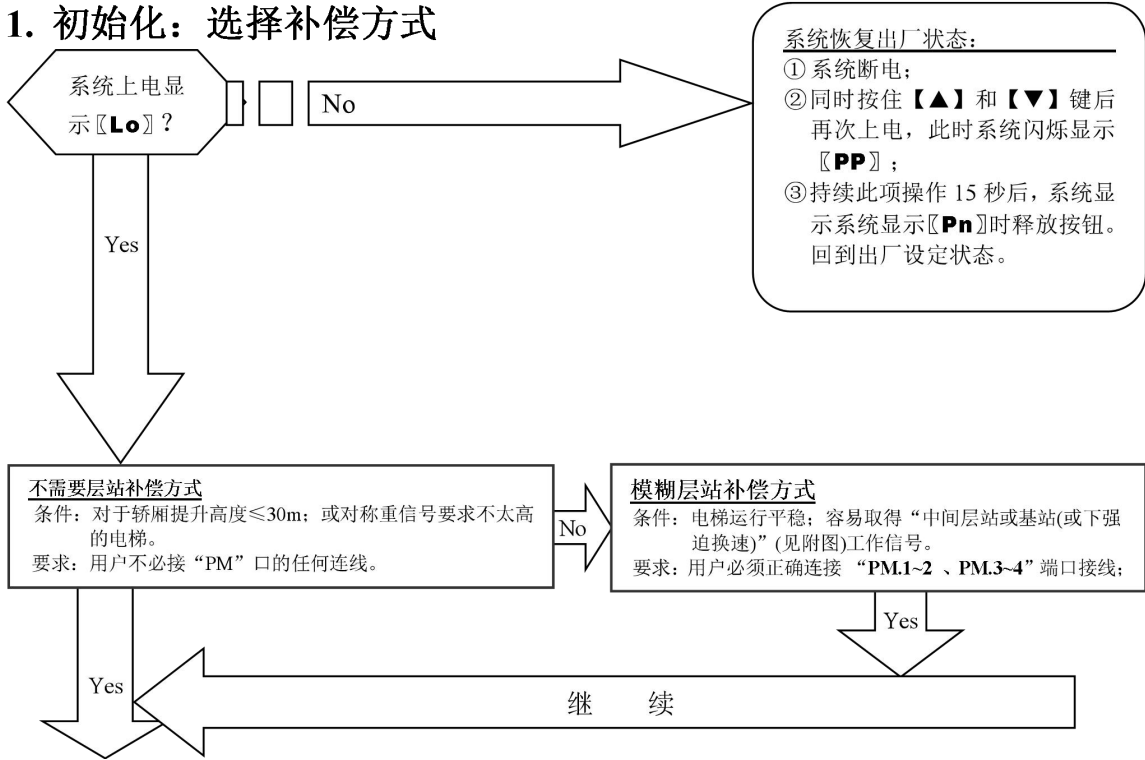 1. 初始化：选择补偿方式
系统上电显
示〖Lo〗？
No
系统恢复出厂状态：
①系统断电；
②同时按住【▲】和【▼】键后
再次上电，此时系统闪烁显示
〖PP〗；
③持续此项操作 15 秒后，系统显
示系统显示〖Pn〗时释放按钮。
回到出厂设定状态。
Yes
不需要层站补偿方式
条件：对于轿厢提升高度≤30m；或对称重信号要求不太高
的电梯。
要求：用户不必接“PM”口的任何连线。
No
模糊层站补偿方式
条件：电梯运行平稳；容易取得“中间层站或基站(或下强
迫换速)”(见附图)工作信号。
要求：用户必须正确连接 “PM.1~2 、PM.3~4”端口接线；
Yes
Yes
继 续